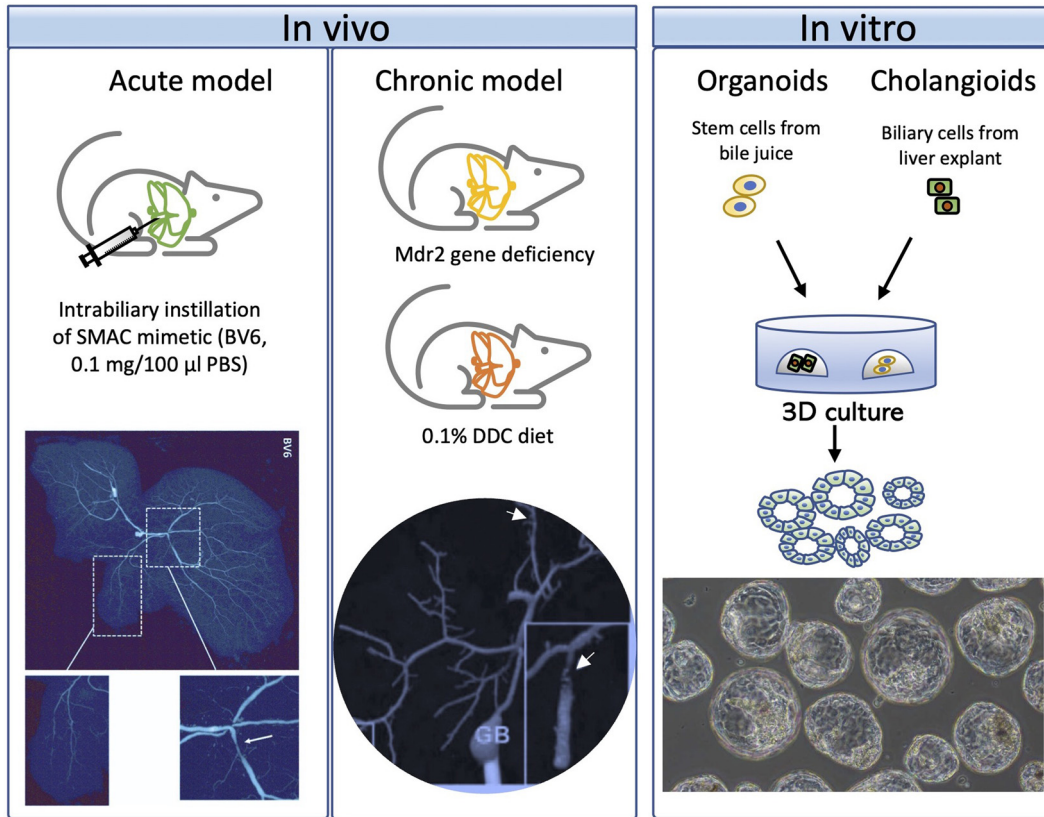 In vivo
Acute model
Intrabiliary instillation
of SMAC mimetic (BV6,
0.1 mg/100 µl PBS)
BV6
Chronic model
Mdr2 gene deficiency
0.1% DDC diet
GB
In vitro
Organoids
Stem cells from
bile juice
Cholangioids
Biliary cells from
liver explant
3D culture